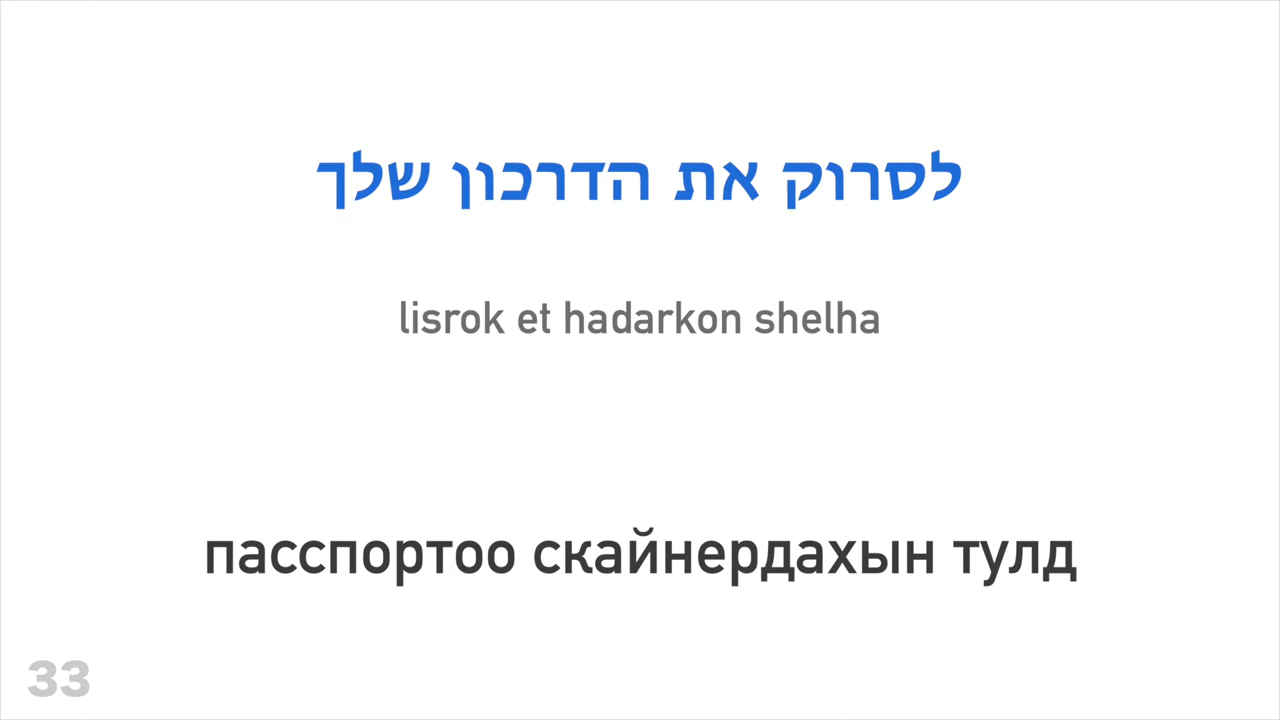 לסרוק את הדרכון שלך
lisrok et hadarkon shelha
пасспортоо скайнердахын тулд
33